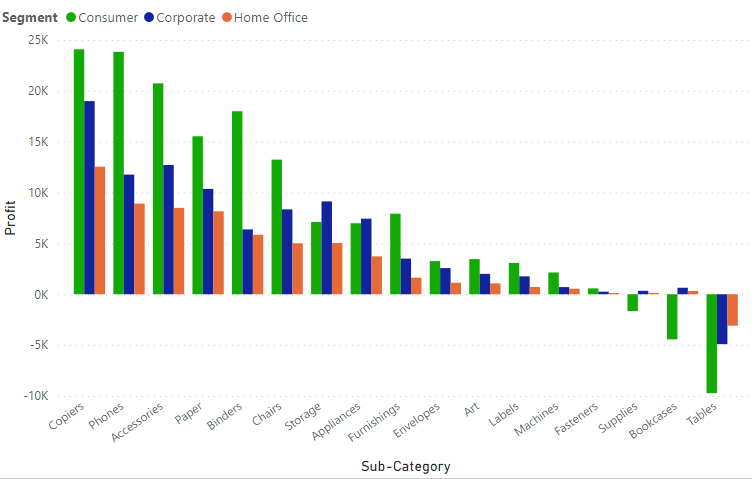 Segment Consumer Corporate Home Office
25K
20K
15K
10K
5K
0K
-5K
-10K
Profit
Copiers
Phones
Accessories
Paper
Binders
Chairs
Storage
Appliances
Furnishings
Envelopes
Art
Labels
Machines
Fasteners
Supplies
Bookcases
Tables
Sub-Category